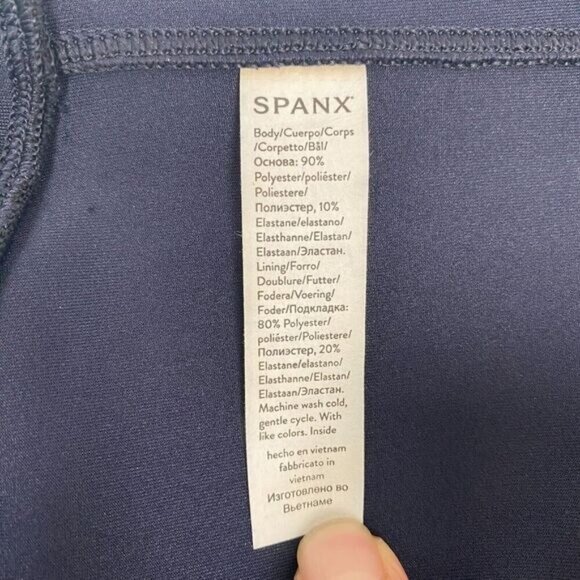 SPANX™
Body/Cuerpo/Corps
/Corpetto/Bål/
Основа: 90%
Polyester/poliéster/
Poliestere/
Полиэстер, 10%
Elastane/elastano/
Elasthanne/Elastan/
Elastaan/Эластан.
Lining/Forro/
Doublure/Futter/
Fodera/Voering/
Foder/Подкладка:
80% Polyester/
poliéster/Poliestere/
Полиэстер, 20%
Elastane/elastano/
Elasthanne/Elastan/
Elastaan/Эластан.
Machine wash cold,
gentle cycle. With
like colors. Inside
hecho en vietnam
fabbricato in
vietnam
Изготовлено во
Вьетнаме